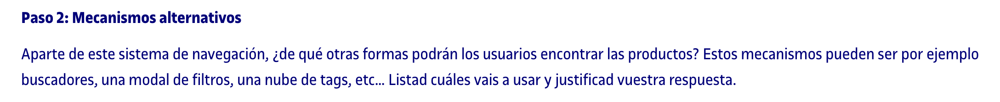 Paso 2: Mecanismos alternativos
Aparte de este sistema de navegación, ¿de qué otras formas podrán los usuarios encontrar las productos? Estos mecanismos pueden ser por ejemplo
buscadores, una modal de filtros, una nube de tags, etc... Listad cuáles vais a usar y justificad vuestra respuesta.